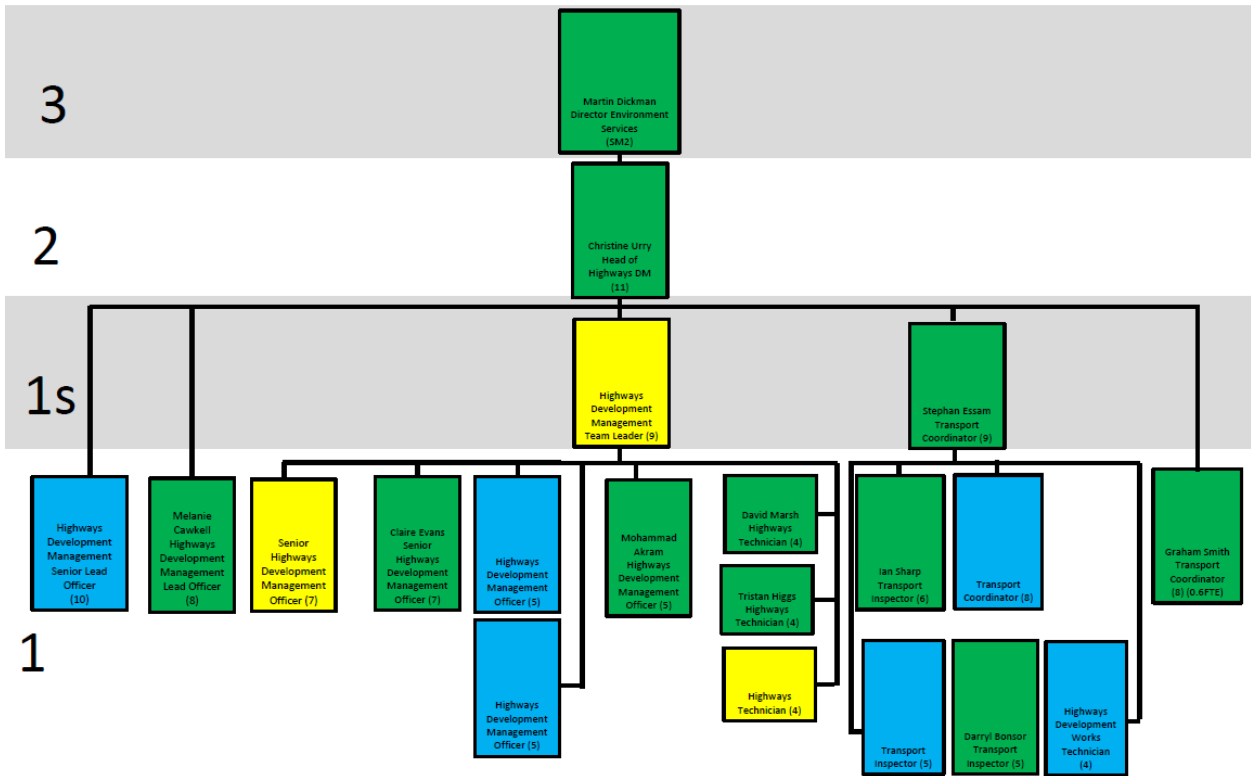 3
Martin Dickman
Director Environment
Services
(SM2)
2
Christine Urry
Head of
Highways DM
(11)
1s
Highways
Development
Management
Team Leader (9)
Stephan Essam
Transport
Coordinator (9)
1
Highways
Development
Management
Senior Lead
Officer
(10)
Melanie
Cawkell
Highways
Development
Management
Lead Officer
(8)
Senior
Highways
Development
Management
Officer (7)
Claire Evans
Senior
Highways
Development
Management
Officer (7)
Highways
Development
Management
Officer (5)
Mohammad
Akram
Highways
Development
Management
Officer (5)
David Marsh
Highways
Technician (4)
Ian Sharp
Transport
Inspector (6)
Transport
Coordinator (8)
Graham Smith
Transport
Coordinator
(8) (0.6FTE)
Tristan Higgs
Highways
Technician (4)
Highways
Development
Management
Officer (5)
Highways
Technician (4)
Transport
Inspector (5)
Darryl Bonsor
Transport
Inspector (5)
Highways
Development
Works
Technician
(4)